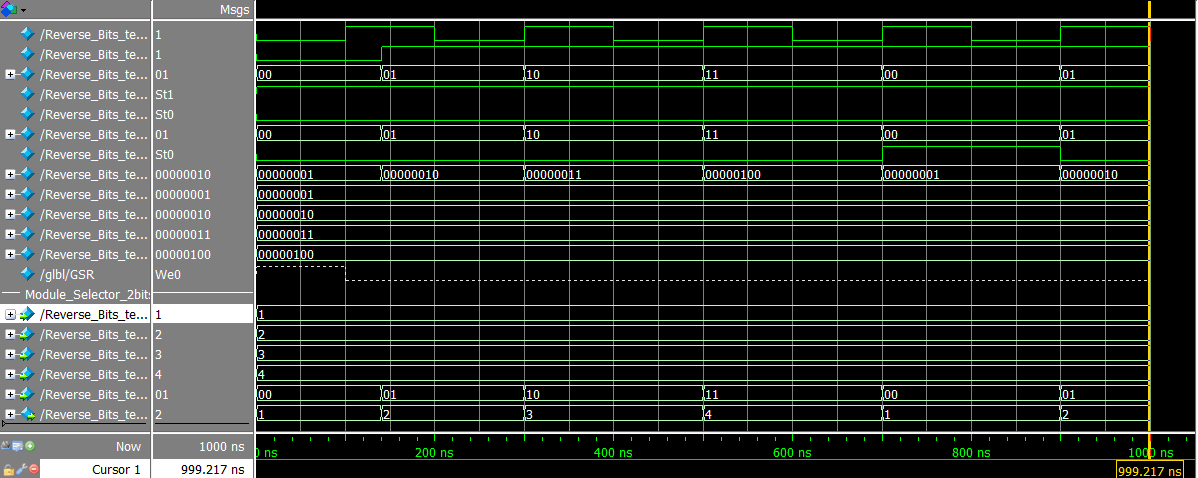 Msgs
/Reverse_Bits_te... 1
/Reverse_Bits_te... 1
/Reverse_Bits_te... 01 00 01 10 11 00 01
/Reverse_Bits_te... St1
/Reverse_Bits_te... St0
/Reverse_Bits_te... 01 00 01 10 11 00 01
/Reverse_Bits_te... St0
/Reverse_Bits_te... 00000010 00000001 00000010 00000011 00000100 00000001 00000010
/Reverse_Bits_te... 00000001 00000001
/Reverse_Bits_te... 00000010 00000010
/Reverse_Bits_te... 00000011 00000011
/Reverse_Bits_te... 00000100 00000100
/glbl/GSR We0
Module_Selector_2bits
/Reverse_Bits_te... 1 1
/Reverse_Bits_te... 2 2
/Reverse_Bits_te... 3 3
/Reverse_Bits_te... 4 4
/Reverse_Bits_te... 01 00 01 10 11 00 01
/Reverse_Bits_te... 2 1 2 3 4 1 2
Now 1000 ns ns 200 ns 400 ns 600 ns 800 ns 1000 ns
Cursor 1 999.217 ns 999.217 ns